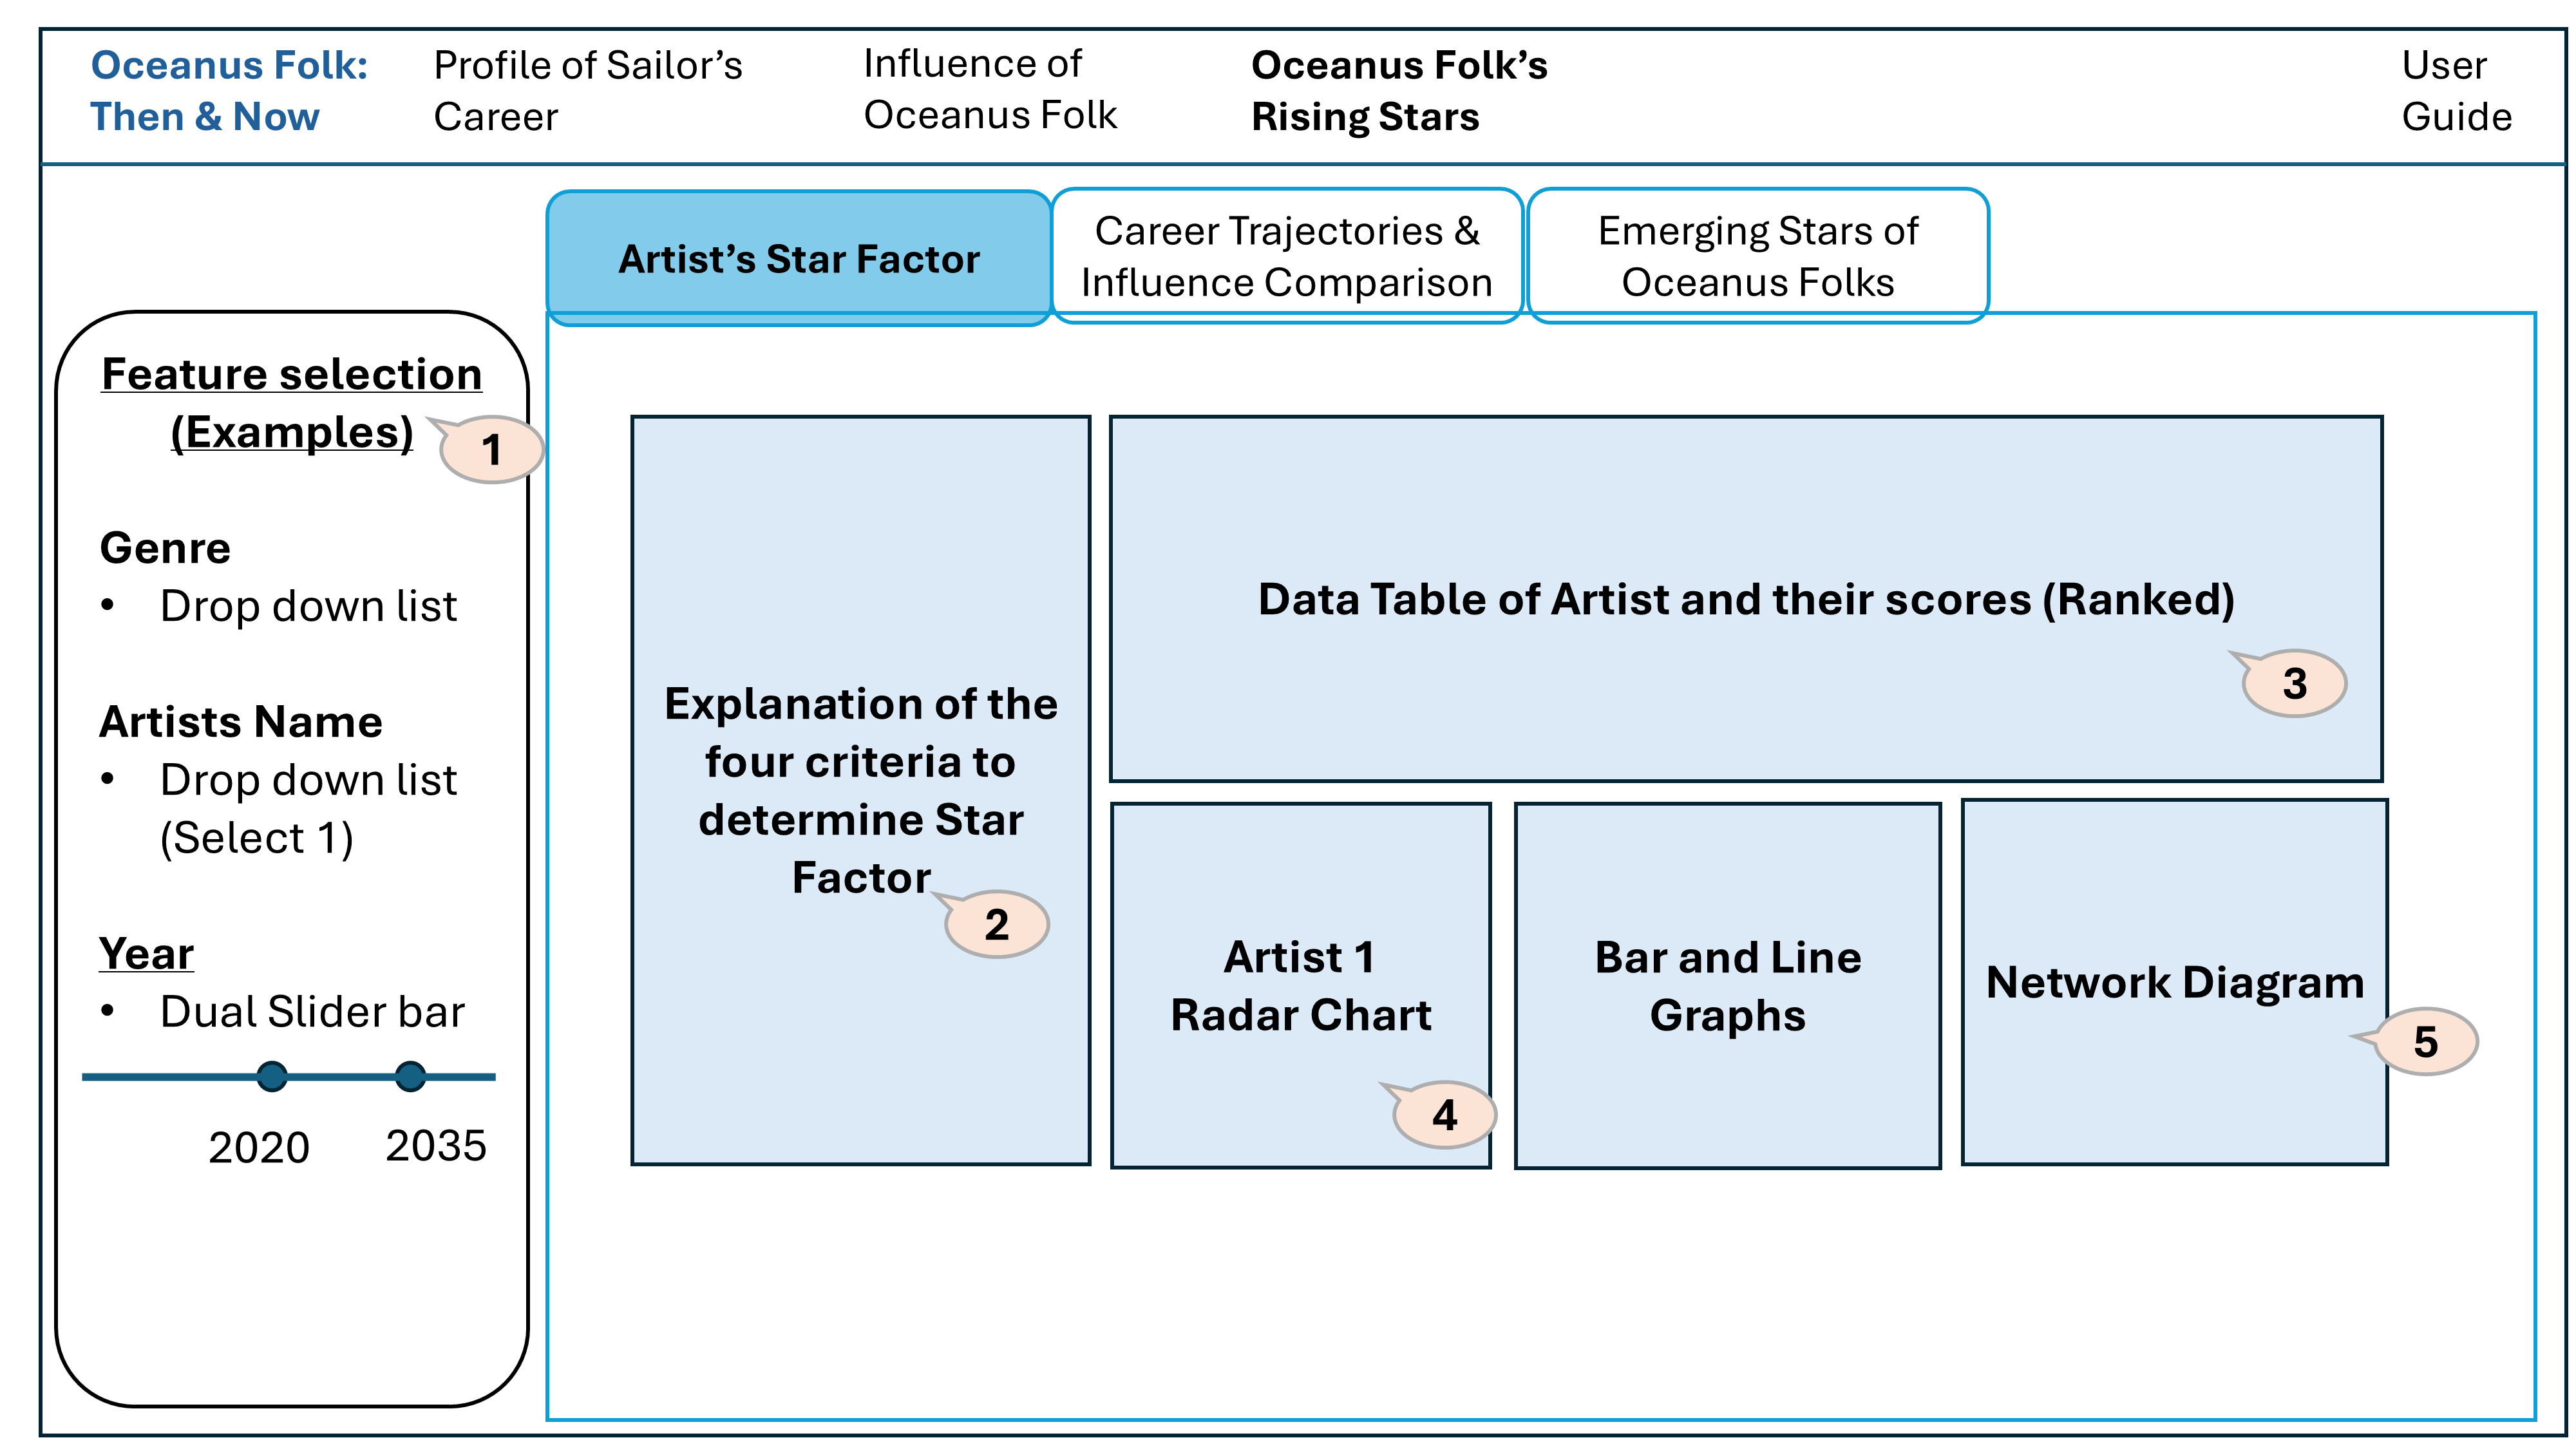 Oceanus Folk:
Then & Now
Profile of Sailor’s
Career
Influence of
Oceanus Folk
Oceanus Folk’s
Rising Stars
User
Guide
Artist’s Star Factor
Career Trajectories &
Influence Comparison
Emerging Stars of
Oceanus Folks
Feature selection
(Examples)
1
Genre
• Drop down list
Artists Name
• Drop down list
(Select 1)
Year
• Dual Slider bar
2020
2035
Explanation of the
four criteria to
determine Star
Factor
2
Data Table of Artist and their scores (Ranked)
3
Artist 1
Radar Chart
4
Bar and Line
Graphs
Network Diagram
5